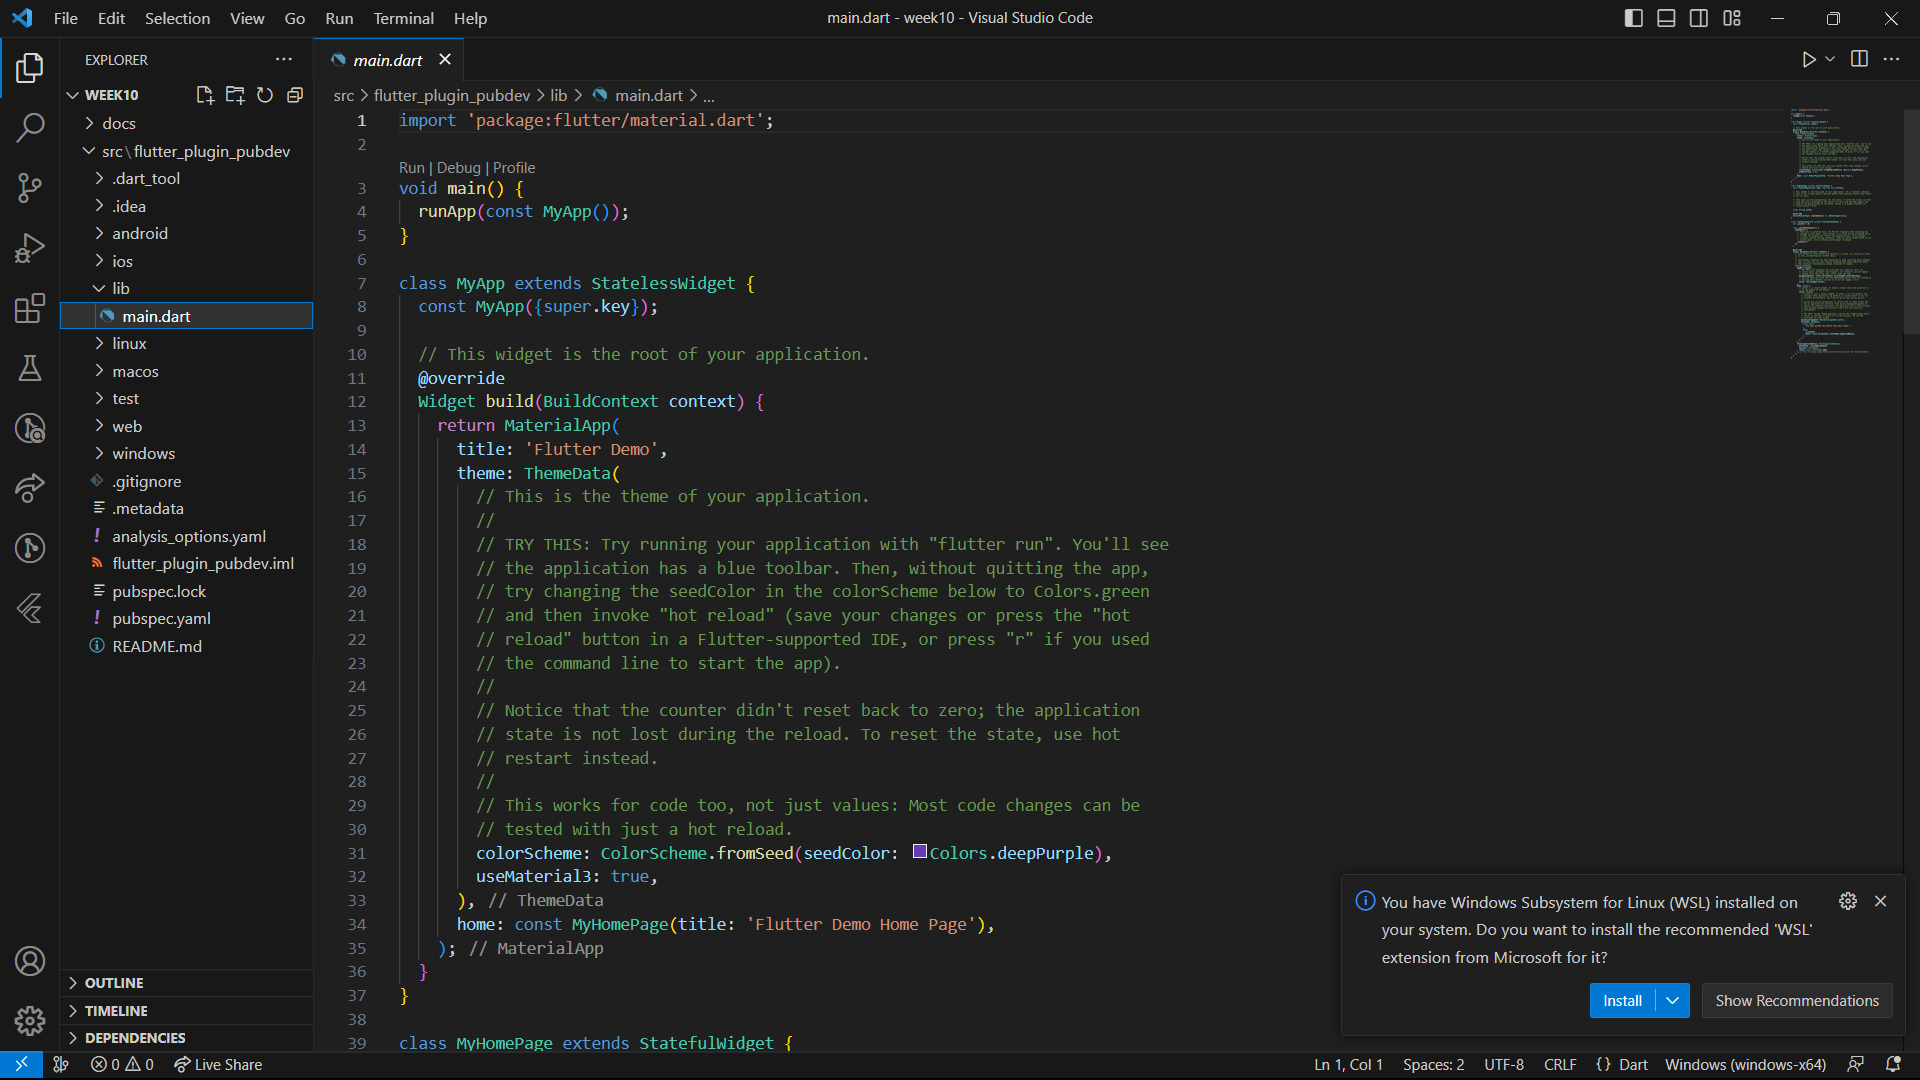 File Edit Selection View Go Run Terminal Help
main.dart - week10 - Visual Studio Code
EXPLORER
WEEK10
docs
src\flutter_plugin_pubdev
.dart_tool
.idea
android
ios
lib
main.dart
linux
macos
test
web
windows
.gitignore
.metadata
analysis_options.yaml
flutter_plugin_pubdev.iml
pubspec.lock
pubspec.yaml
README.md
OUTLINE
TIMELINE
DEPENDENCIES
main.dart
src > flutter_plugin_pubdev > lib > main.dart > ...
1 import 'package:flutter/material.dart';
2
Run | Debug | Profile
3 void main() {
4 runApp(const MyApp());
5 }
6
7 class MyApp extends StatelessWidget {
8 const MyApp({super.key});
9
10 // This widget is the root of your application.
11 @override
12 Widget build(BuildContext context) {
13 return MaterialApp(
14 title: 'Flutter Demo',
15 theme: ThemeData(
16 // This is the theme of your application.
17 //
18 // TRY THIS: Try running your application with "flutter run". You'll see
19 // the application has a blue toolbar. Then, without quitting the app,
20 // try changing the seedColor in the colorScheme below to Colors.green
21 // and then invoke "hot reload" (save your changes or press the "hot
22 // reload" button in a Flutter-supported IDE, or press "r" if you used
23 // the command line to start the app).
24 //
25 // Notice that the counter didn't reset back to zero; the application
26 // state is not lost during the reload. To reset the state, use hot
27 // restart instead.
28 //
29 // This works for code too, not just values: Most code changes can be
30 // tested with just a hot reload.
31 colorScheme: ColorScheme.fromSeed(seedColor: Colors.deepPurple),
32 useMaterial3: true,
33 ), // ThemeData
34 home: const MyHomePage(title: 'Flutter Demo Home Page'),
35 ); // MaterialApp
36 }
37 }
38
39 class MyHomePage extends StatefulWidget {
You have Windows Subsystem for Linux (WSL) installed on
your system. Do you want to install the recommended 'WSL'
extension from Microsoft for it?
Install
Show Recommendations
0 0 Live Share
Ln 1, Col 1 Spaces: 2 UTF-8 CRLF {} Dart Windows (windows-x64)